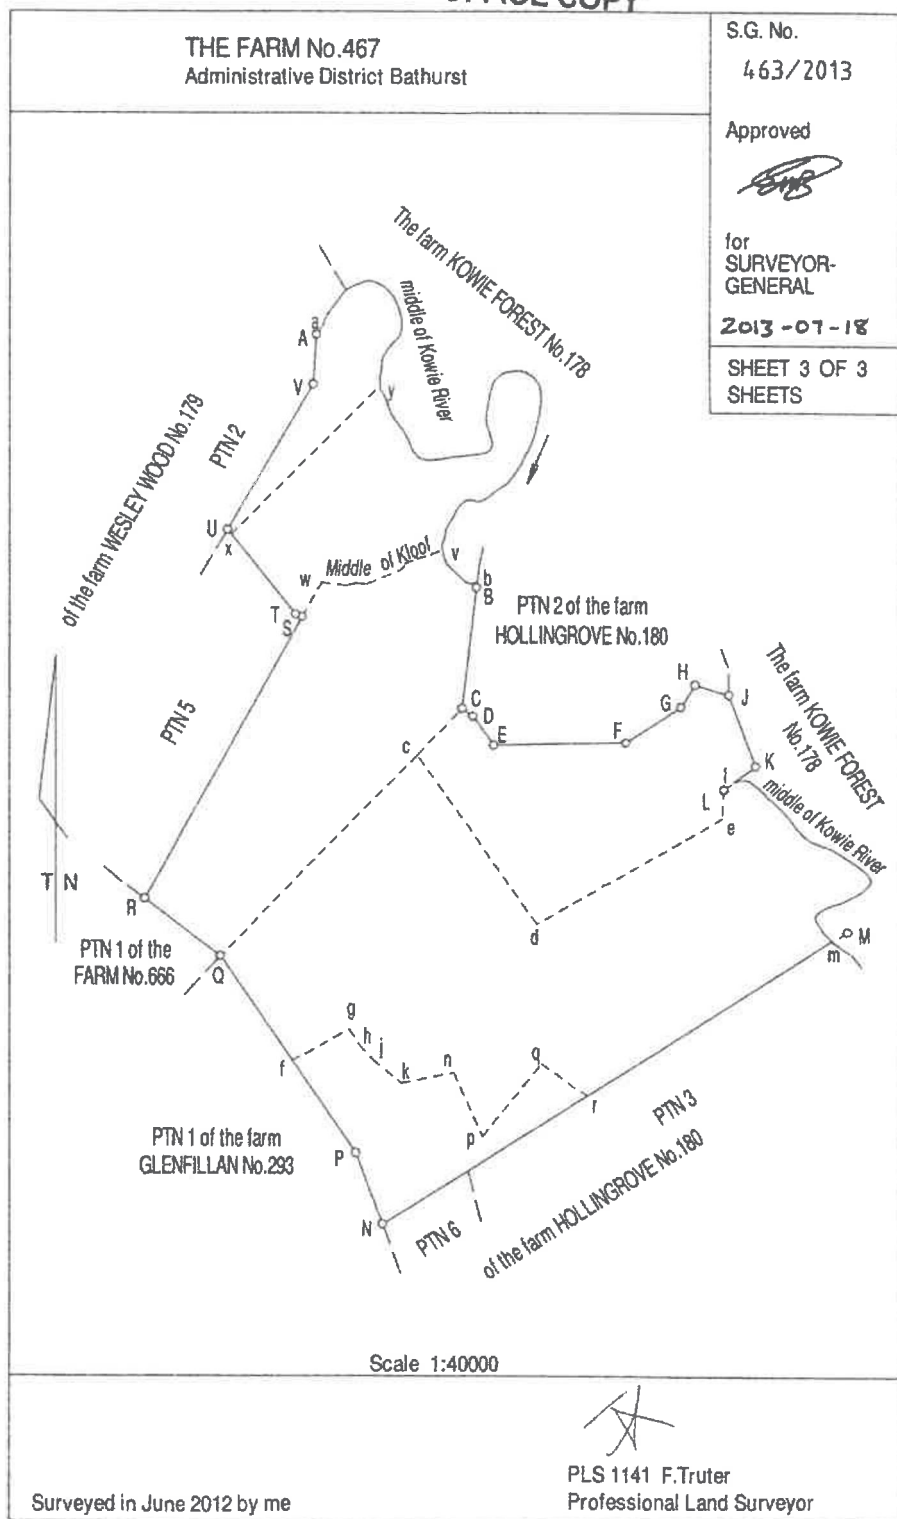 THE FARM No.467
Administrative District Bathurst
S.G. No.
463/2013
Approved
for
SURVEYOR-
GENERAL
2013-07-18
SHEET 3 OF 3
SHEETS
The farm KOWIE FOREST No.178
middle of Kowie River
a
A
V
y
PTN 2
of the farm WESLEY WOOD No.179
U
x
w
Middle of Kloof
v
b
B
T
S
PTN 2 of the farm
HOLLINGROVE No.180
The farm KOWIE FOREST
No.178
H
J
G
C
D
E
F
K
PTN 5
c
L
e
middle of Kowie River
T N
R
d
M
m
PTN 1 of the
FARM No.666
Q
g
h
j
k
n
q
f
r
p
PTN 3
PTN 1 of the farm
GLENFILLAN No.293
P
N
PTN 6
of the farm HOLLINGROVE No.180
Scale 1:40000
PLS 1141 F.Truter
Surveyed in June 2012 by me
Professional Land Surveyor